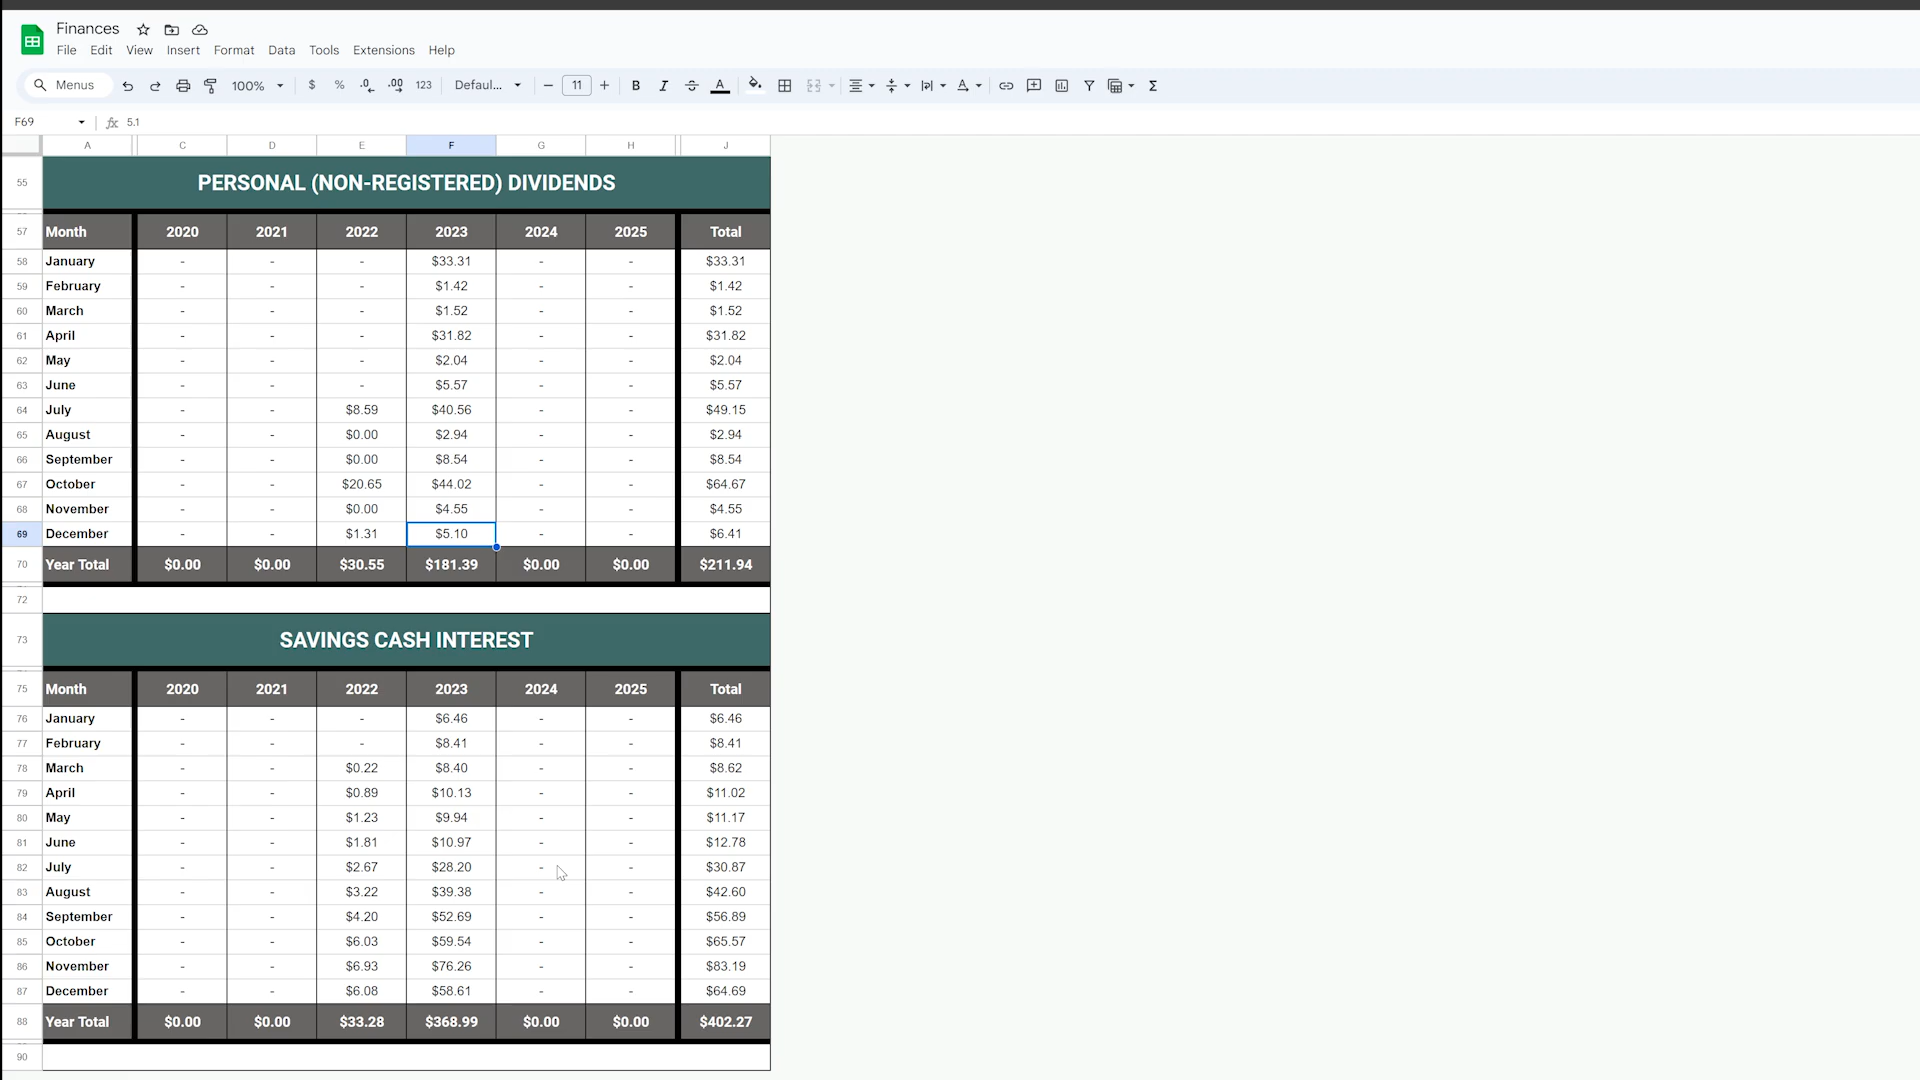 Finances
File Edit View Insert Format Data Tools Extensions Help
Menus 100% $ % .0 .00 123 Defaul... 11 B I A Σ
F69 fx 5.1
A C D E F G H J
55 PERSONAL (NON-REGISTERED) DIVIDENDS
57 Month 2020 2021 2022 2023 2024 2025 Total
58 January - - - $33.31 - - $33.31
59 February - - - $1.42 - - $1.42
60 March - - - $1.52 - - $1.52
61 April - - - $31.82 - - $31.82
62 May - - - $2.04 - - $2.04
63 June - - - $5.57 - - $5.57
64 July - - $8.59 $40.56 - - $49.15
65 August - - $0.00 $2.94 - - $2.94
66 September - - $0.00 $8.54 - - $8.54
67 October - - $20.65 $44.02 - - $64.67
68 November - - $0.00 $4.55 - - $4.55
69 December - - $1.31 $5.10 - - $6.41
70 Year Total $0.00 $0.00 $30.55 $181.39 $0.00 $0.00 $211.94
72
73 SAVINGS CASH INTEREST
75 Month 2020 2021 2022 2023 2024 2025 Total
76 January - - - $6.46 - - $6.46
77 February - - - $8.41 - - $8.41
78 March - - $0.22 $8.40 - - $8.62
79 April - - $0.89 $10.13 - - $11.02
80 May - - $1.23 $9.94 - - $11.17
81 June - - $1.81 $10.97 - - $12.78
82 July - - $2.67 $28.20 - - $30.87
83 August - - $3.22 $39.38 - - $42.60
84 September - - $4.20 $52.69 - - $56.89
85 October - - $6.03 $59.54 - - $65.57
86 November - - $6.93 $76.26 - - $83.19
87 December - - $6.08 $58.61 - - $64.69
88 Year Total $0.00 $0.00 $33.28 $368.99 $0.00 $0.00 $402.27
90